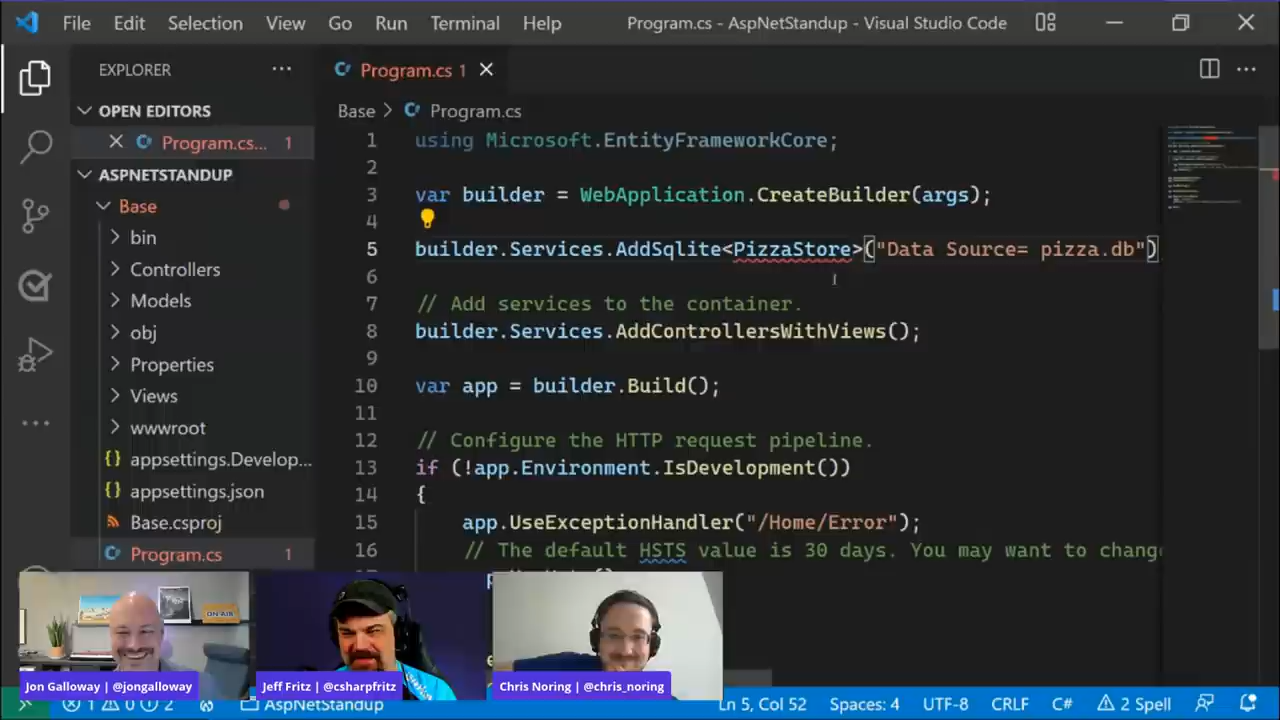 File Edit Selection View Go Run Terminal Help Program.cs - AspNetStandup - Visual Studio Code
EXPLORER
OPEN EDITORS
Program.cs... 1
ASPNETSTANDUP
Base
bin
Controllers
Models
obj
Properties
Views
wwwroot
appsettings.Develop...
appsettings.json
Base.csproj
Program.cs 1
Program.cs 1
Base > Program.cs
1 using Microsoft.EntityFrameworkCore;
2
3 var builder = WebApplication.CreateBuilder(args);
4
5 builder.Services.AddSqlite<PizzaStore>("Data Source= pizza.db")
6
7 // Add services to the container.
8 builder.Services.AddControllersWithViews();
9
10 var app = builder.Build();
11
12 // Configure the HTTP request pipeline.
13 if (!app.Environment.IsDevelopment())
14 {
15 app.UseExceptionHandler("/Home/Error");
16 // The default HSTS value is 30 days. You may want to chang
ON-AIR
Jon Galloway | @jongalloway
Jeff Fritz | @csharpfritz
Chris Noring | @chris_noring
1 0 2 AspNetStandup Ln 5, Col 52 Spaces: 4 UTF-8 CRLF C# 2 Spell